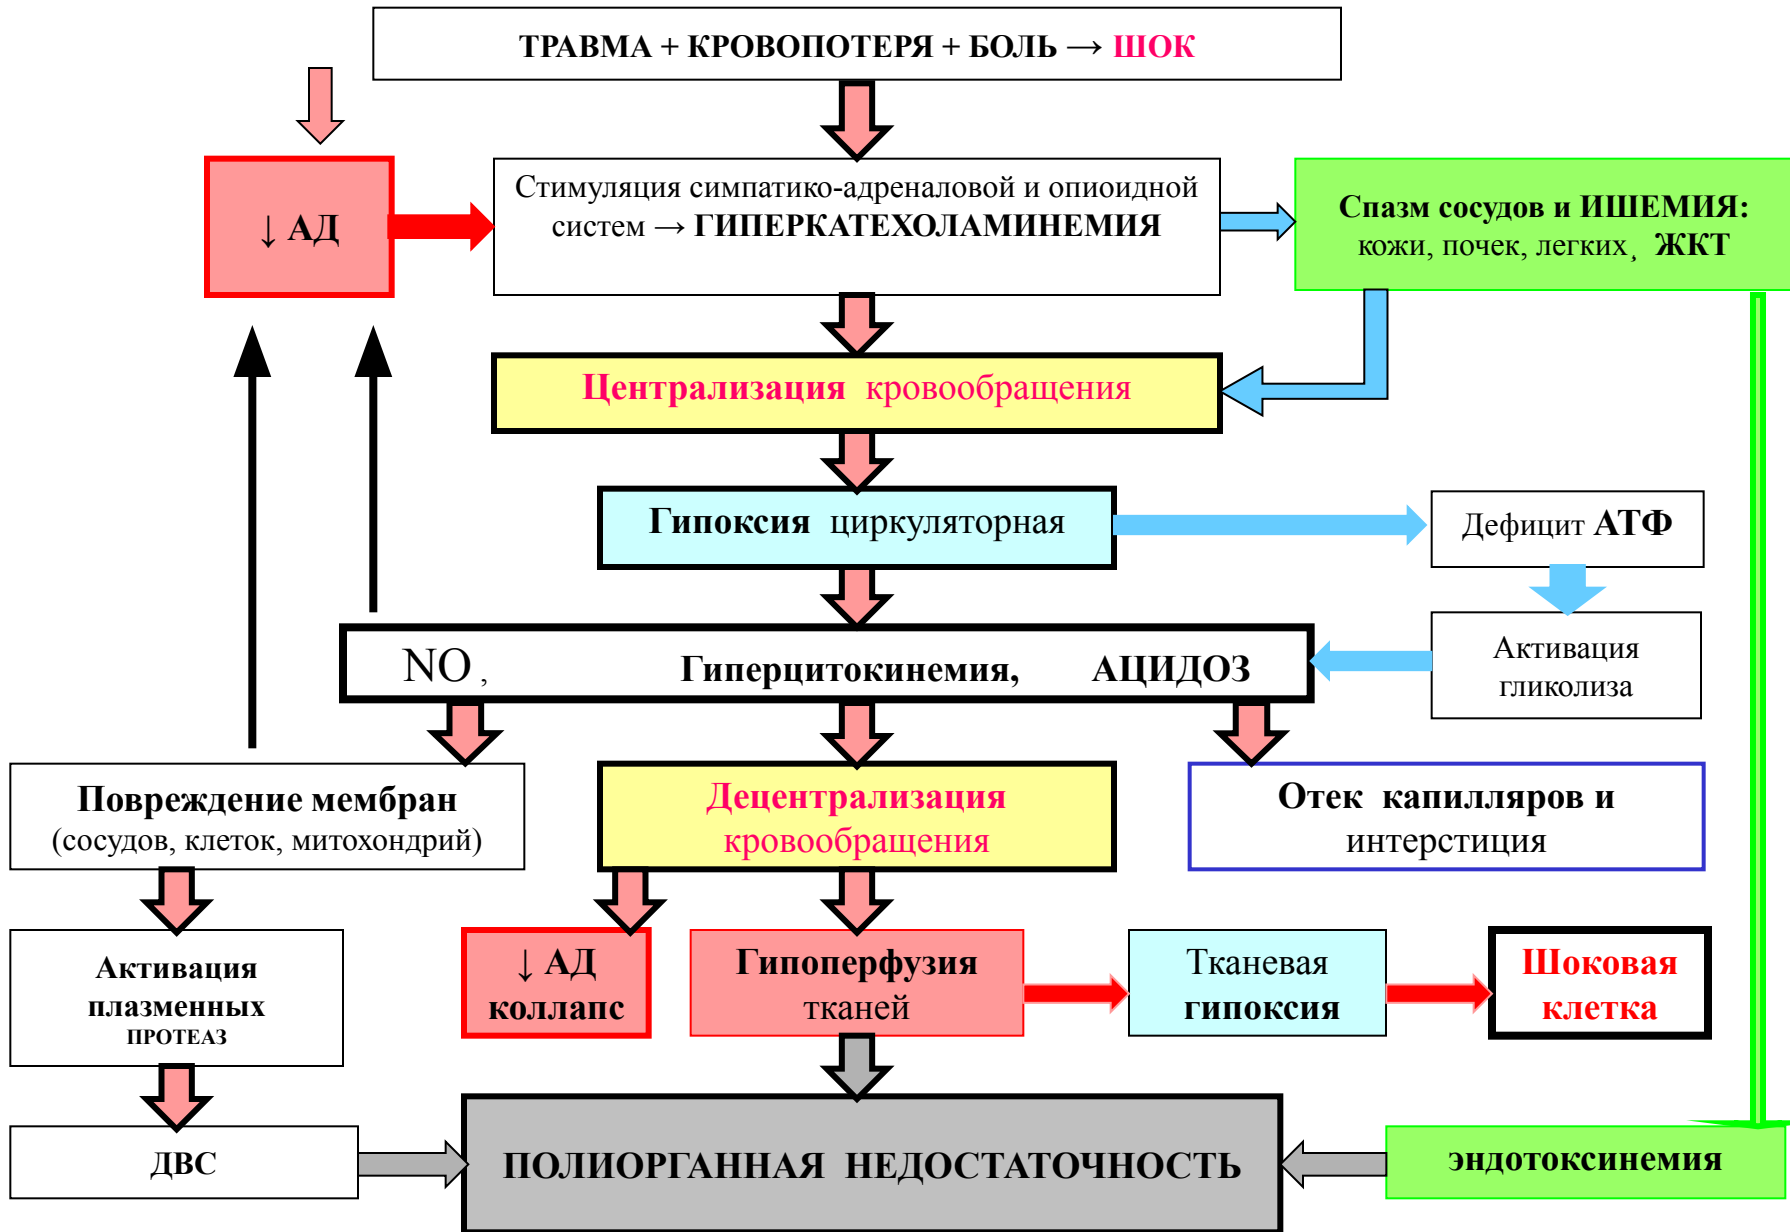 ТРАВМА + КРОВОПОТЕРЯ + БОЛЬ → ШОК
↓ АД
Стимуляция симпатико-адреналовой и опиоидной
систем → ГИПЕРКАТЕХОЛАМИНЕМИЯ
Спазм сосудов и ИШЕМИЯ:
кожи, почек, легких¸ ЖКТ
Централизация кровообращения
Гипоксия циркуляторная
Дефицит АТФ
NO, Гиперцитокинемия, АЦИДОЗ
Активация
гликолиза
Повреждение мембран
(сосудов, клеток, митохондрий)
Децентрализация
кровообращения
Отек капилляров и
интерстиция
Активация
плазменных
ПРОТЕАЗ
↓ АД
коллапс
Гипоперфузия
тканей
Тканевая
гипоксия
Шоковая
клетка
ДВС
ПОЛИОРГАННАЯ НЕДОСТАТОЧНОСТЬ
эндотоксинемия